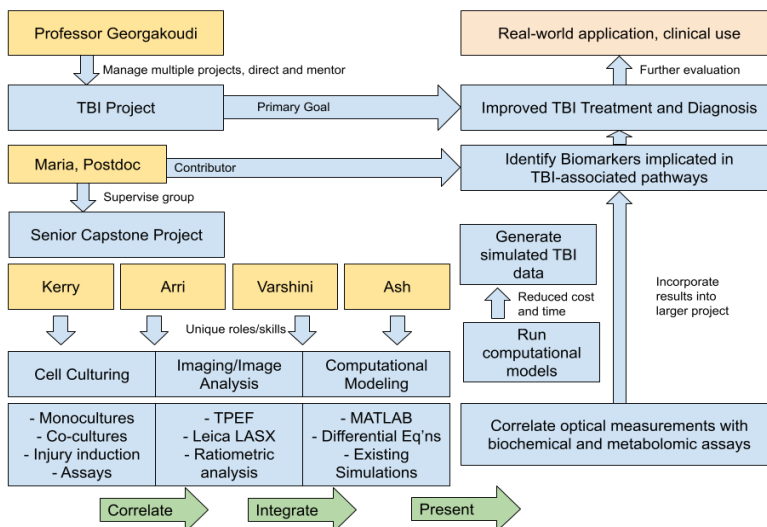 Professor Georgakoudi
Real-world application, clinical use
Manage multiple projects, direct and mentor
Further evaluation
TBI Project
Primary Goal
Improved TBI Treatment and Diagnosis
Maria, Postdoc
Contributor
Identify Biomarkers implicated in
TBI-associated pathways
Supervise group
Senior Capstone Project
Generate
simulated TBI
data
Kerry
Arri
Varshini
Ash
Reduced cost
and time
Incorporate
results into
larger project
Unique roles/skills
Run
computational
models
Cell Culturing
Imaging/Image
Analysis
Computational
Modeling
- Monocultures
- Co-cultures
- Injury induction
- Assays
- TPEF
- Leica LASX
- Ratiometric
analysis
- MATLAB
- Differential Eq'ns
- Existing
Simulations
Correlate optical measurements with
biochemical and metabolomic assays
Correlate
Integrate
Present